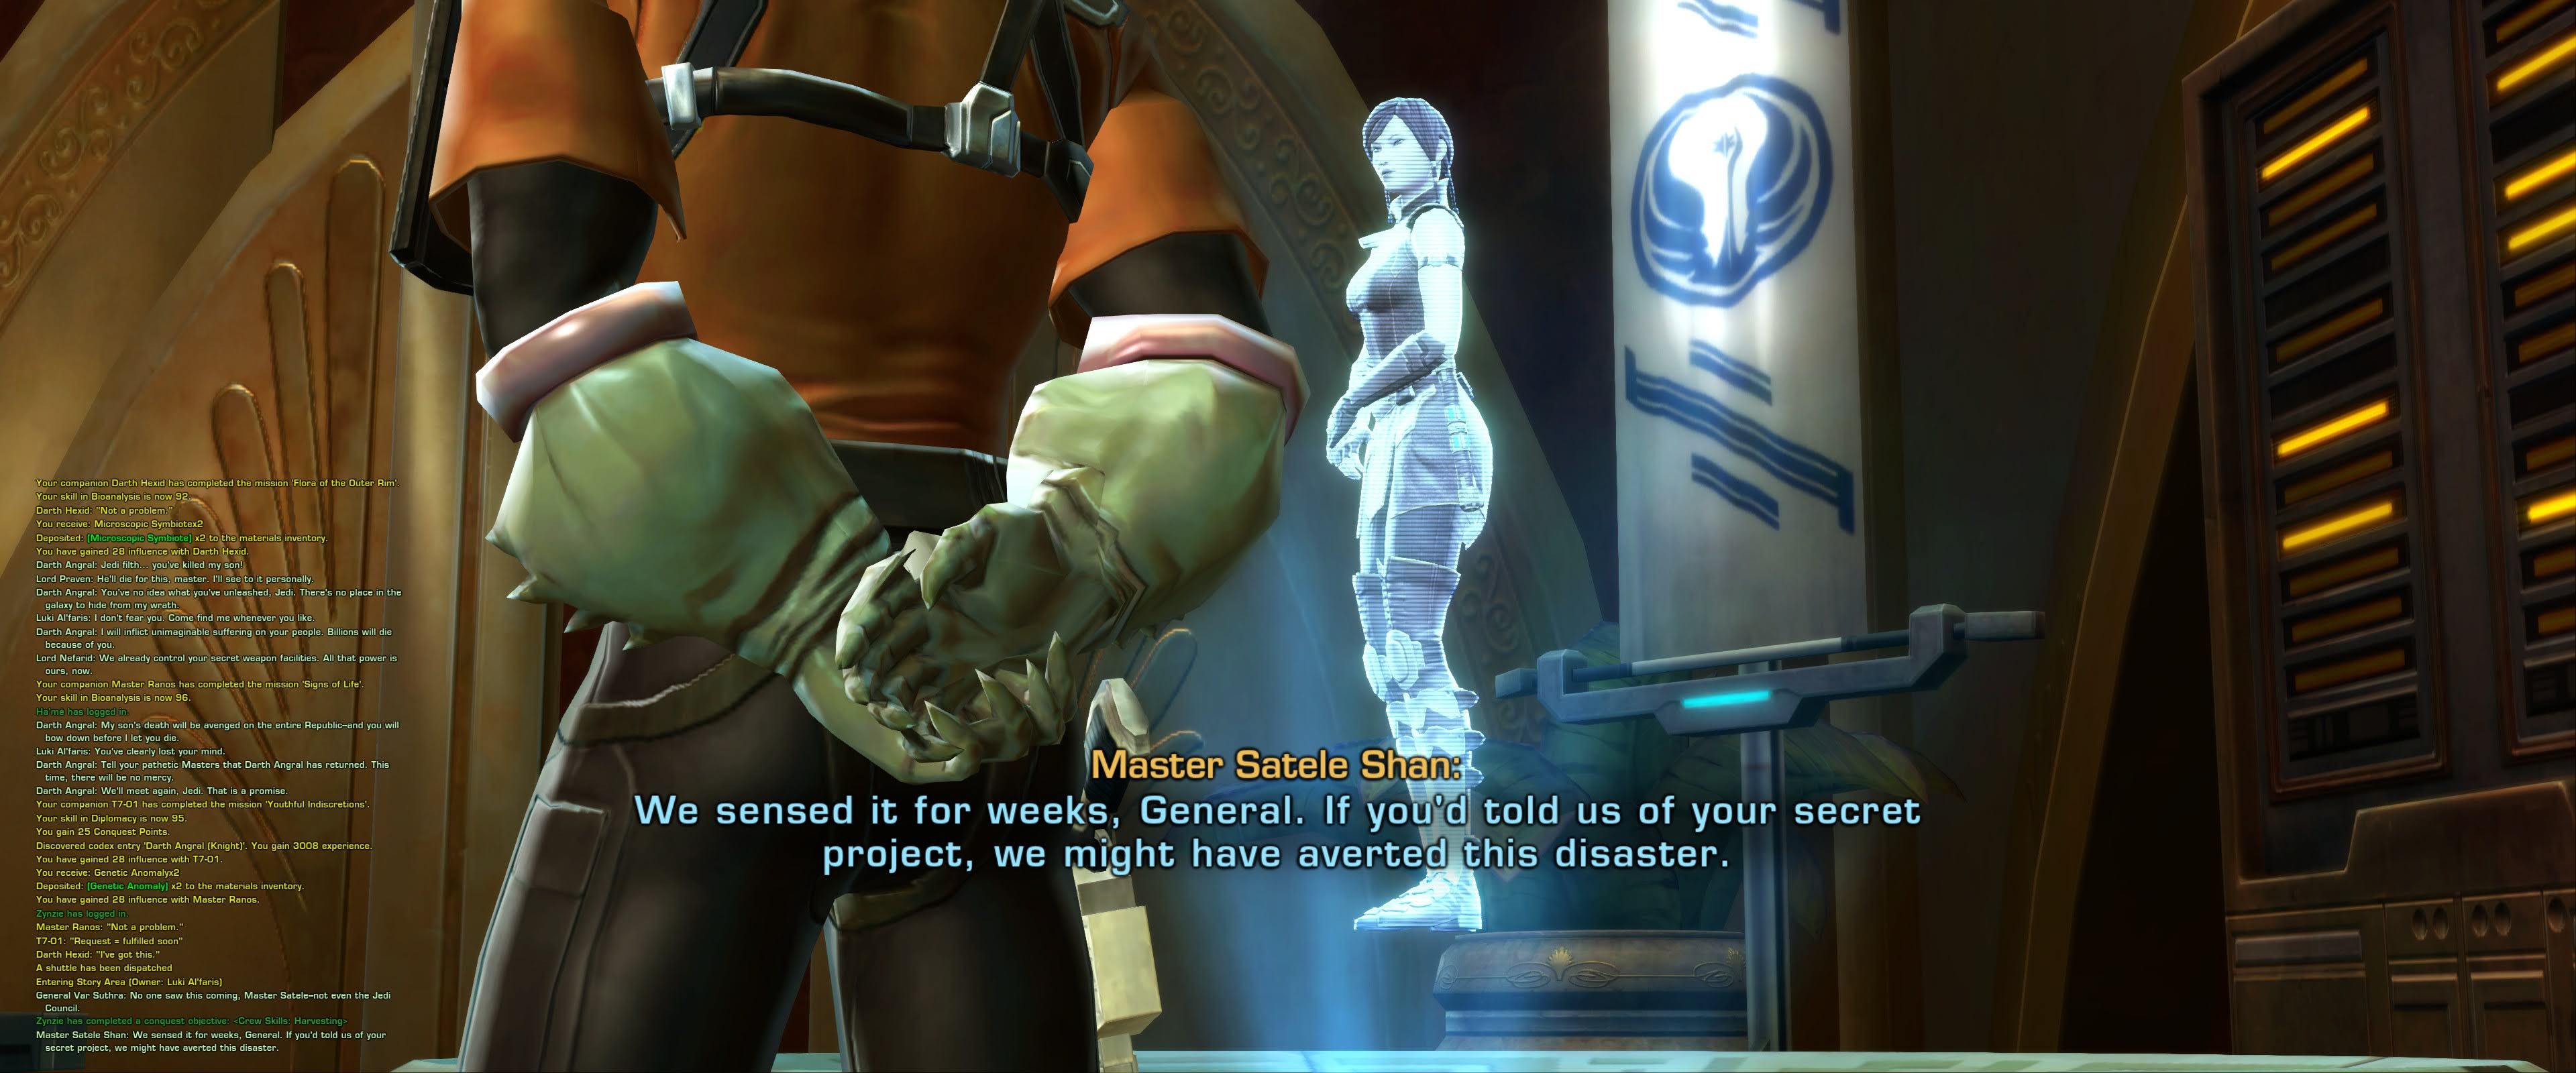 Your companion Darth Hexid has completed the mission 'Flora of the Outer Rim'.
Your skill in Bioanalysis is now 92.
Darth Hexid: "Not a problem."
You receive: Microscopic Symbiotex2
Deposited: [Microscopic Symbiote] x2 to the materials inventory.
You have gained 28 influence with Darth Hexid.
Darth Angral: Jedi filth... you've killed my son!
Lord Praven: He'll die for this, master. I'll see to it personally.
Darth Angral: You've no idea what you've unleashed, Jedi. There's no place in the
galaxy to hide from my wrath.
Luki Al'faris: I don't fear you. Come find me whenever you like.
Darth Angral: I will inflict unimaginable suffering on your people. Billions will die
because of you.
Lord Nefarid: We already control your secret weapon facilities. All that power is
ours, now.
Your companion Master Ranos has completed the mission 'Signs of Life'.
Your skill in Bioanalysis is now 96.
Ha'me has logged in.
Darth Angral: My son's death will be avenged on the entire Republic—and you will
bow down before I let you die.
Luki Al'faris: You've clearly lost your mind.
Darth Angral: Tell your pathetic Masters that Darth Angral has returned. This
time, there will be no mercy.
Darth Angral: We'll meet again, Jedi. That is a promise.
Your companion T7-01 has completed the mission 'Youthful Indiscretions'.
Your skill in Diplomacy is now 95.
You gain 25 Conquest Points.
Discovered codex entry 'Darth Angral (Knight)'. You gain 3008 experience.
You have gained 28 influence with T7-01.
You receive: Genetic Anomalyx2
Deposited: [Genetic Anomaly] x2 to the materials inventory.
You have gained 28 influence with Master Ranos.
Zynzie has logged in.
Master Ranos: "Not a problem."
T7-01: "Request = fulfilled soon"
Darth Hexid: "I've got this."
A shuttle has been dispatched
Entering Story Area (Owner: Luki Al'faris)
General Var Suthra: No one saw this coming, Master Satele—not even the Jedi
Council.
Zynzie has completed a conquest objective: <Crew Skills: Harvesting>
Master Satele Shan: We sensed it for weeks, General. If you'd told us of your
secret project, we might have averted this disaster.
Master Satele Shan:
We sensed it for weeks, General. If you'd told us of your secret
project, we might have averted this disaster.